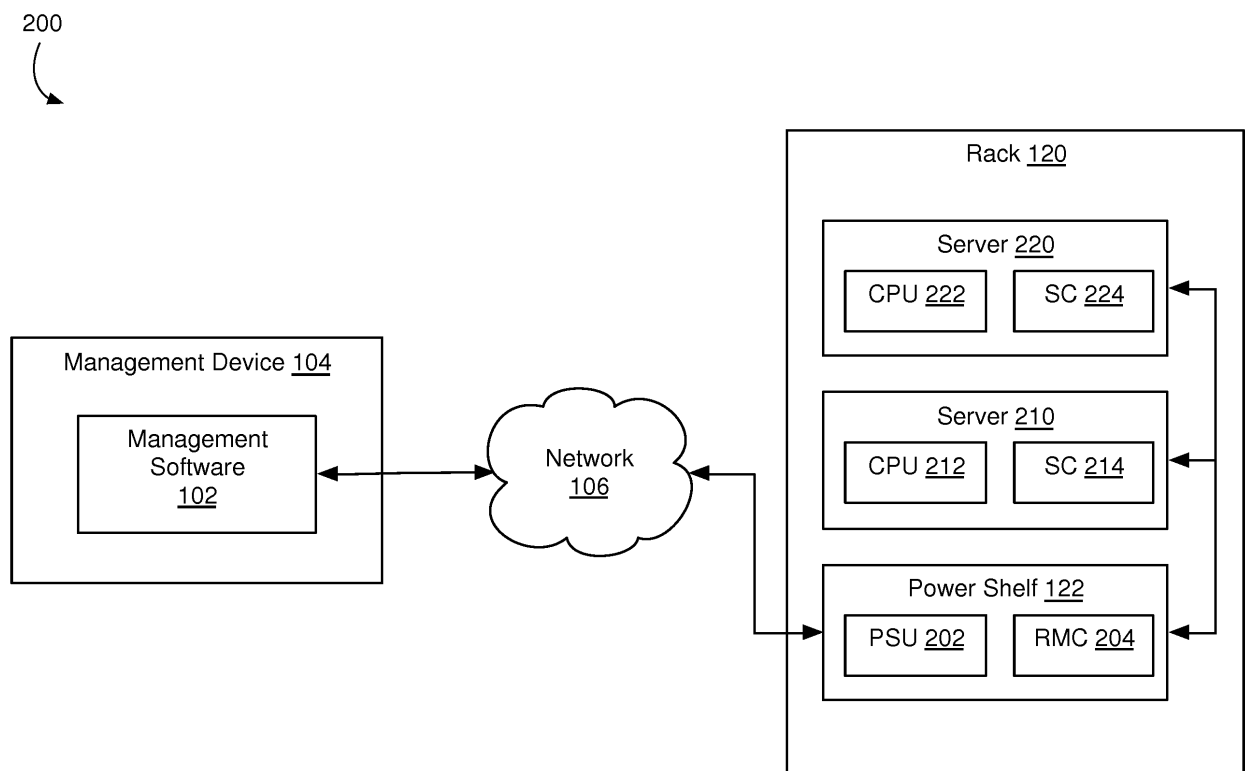 200
Rack 120
Server 220
CPU 222
SC 224
Management Device 104
Management
Software
102
Network
106
Server 210
CPU 212
SC 214
Power Shelf 122
PSU 202
RMC 204